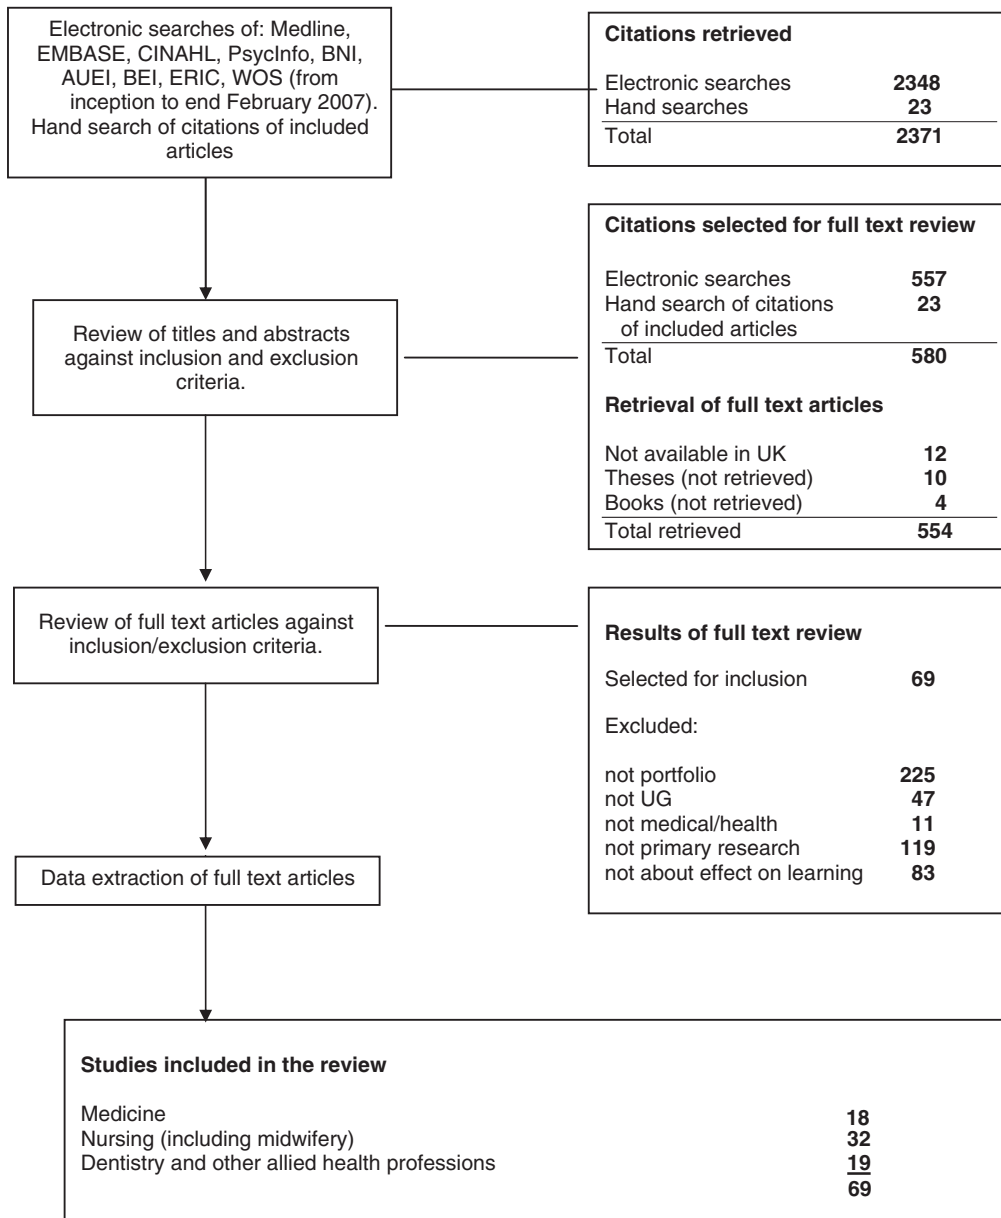 Electronic searches of: Medline,
EMBASE, CINAHL, PsycInfo, BNI,
AUEI, BEI, ERIC, WOS (from
inception to end February 2007).
Hand search of citations of included
articles
Citations retrieved
Electronic searches 2348
Hand searches 23
Total 2371
Review of titles and abstracts
against inclusion and exclusion
criteria.
Citations selected for full text review
Electronic searches 557
Hand search of citations 23
of included articles
Total 580
Retrieval of full text articles
Not available in UK 12
Theses (not retrieved) 10
Books (not retrieved) 4
Total retrieved 554
Review of full text articles against
inclusion/exclusion criteria.
Results of full text review
Selected for inclusion 69
Excluded:
not portfolio 225
not UG 47
not medical/health 11
not primary research 119
not about effect on learning 83
Data extraction of full text articles
Studies included in the review
Medicine 18
Nursing (including midwifery) 32
Dentistry and other allied health professions 19
69